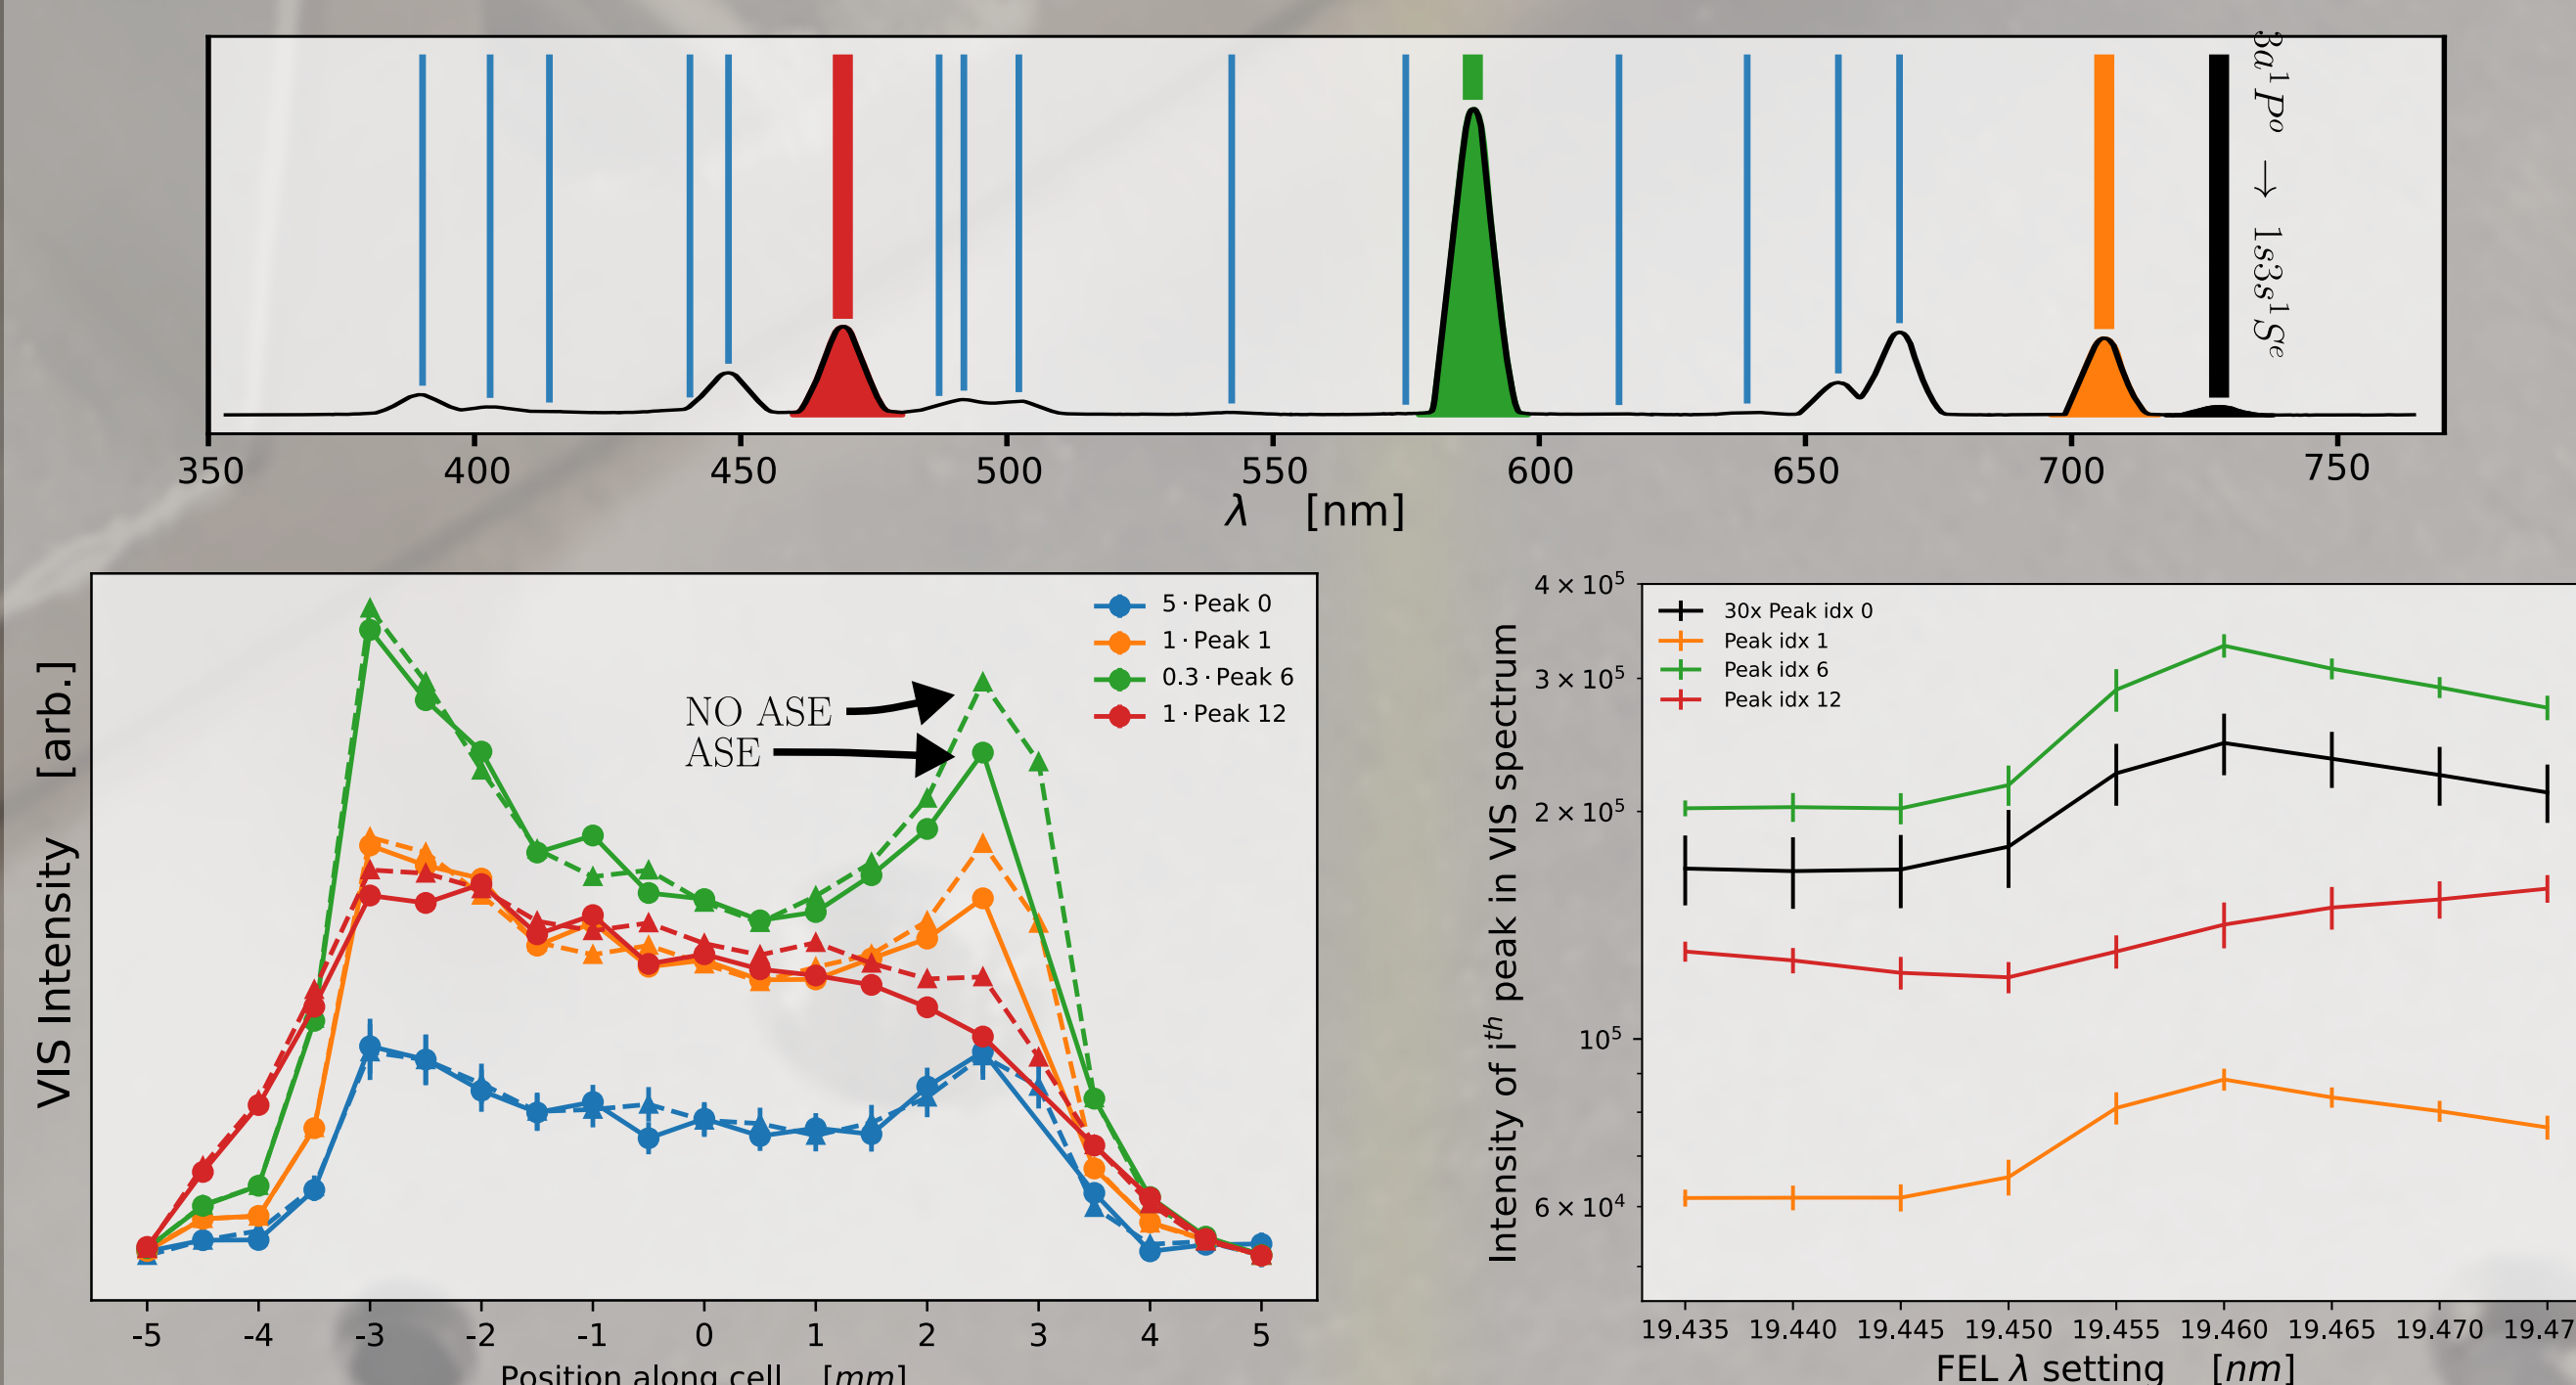 3a¹Pᵒ → 1s3s¹Sᵉ
350 400 450 500 550 600 650 700 750
λ [nm]
VIS Intensity [arb.]
5 · Peak 0
1 · Peak 1
0.3 · Peak 6
1 · Peak 12
NO ASE
ASE
-5 -4 -3 -2 -1 0 1 2 3 4 5
Position along cell [mm]
Intensity of iᵗʰ peak in VIS spectrum
4 × 10⁵
3 × 10⁵
2 × 10⁵
10⁵
6 × 10⁴
30x Peak idx 0
Peak idx 1
Peak idx 6
Peak idx 12
19.435 19.440 19.445 19.450 19.455 19.460 19.465 19.470 19.47
FEL λ setting [nm]